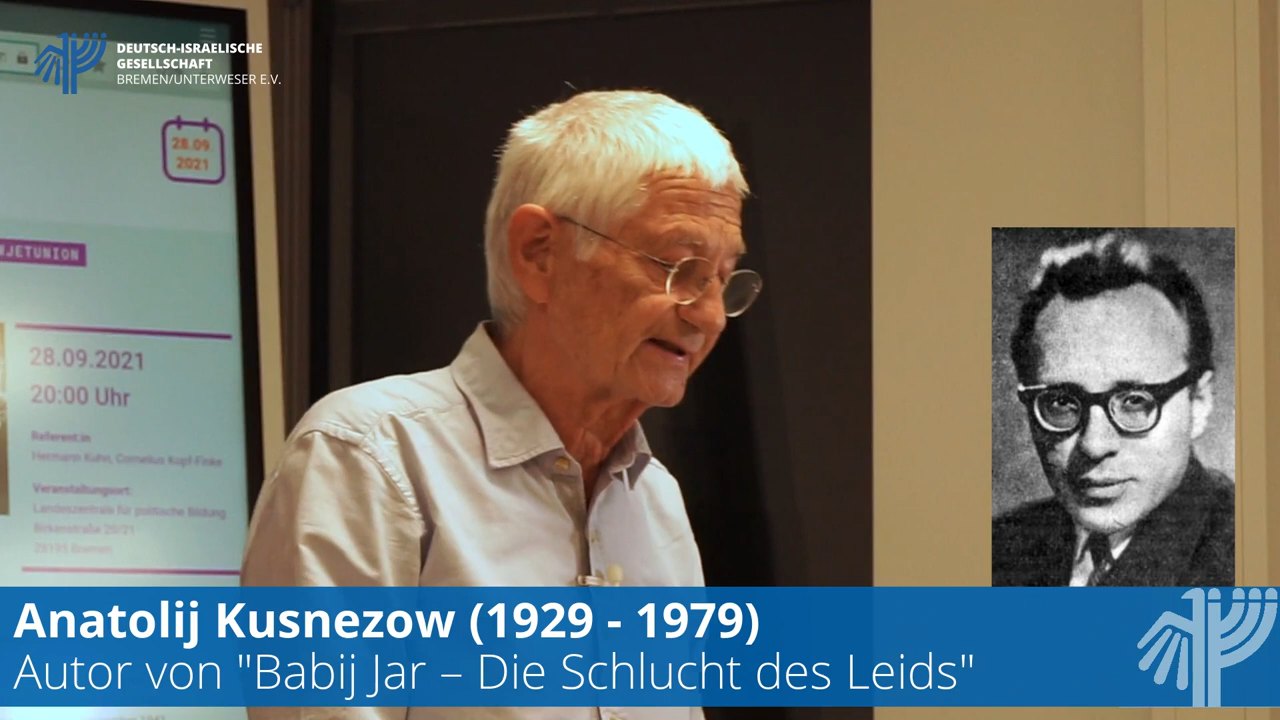 DEUTSCH-ISRAELISCHE
GESELLSCHAFT
BREMEN/UNTERWESER E.V.
28.09.
2021
WJETUNION
28.09.2021
20:00 Uhr
Referent:in
Hermann Kuhn, Cornelius Kopf-Finke
Veranstaltungsort:
Landeszentrale für politische Bildung
Birkenstraße 20/21
28195 Bremen
Anatolij Kusnezow (1929 - 1979)
Autor von "Babij Jar – Die Schlucht des Leids"